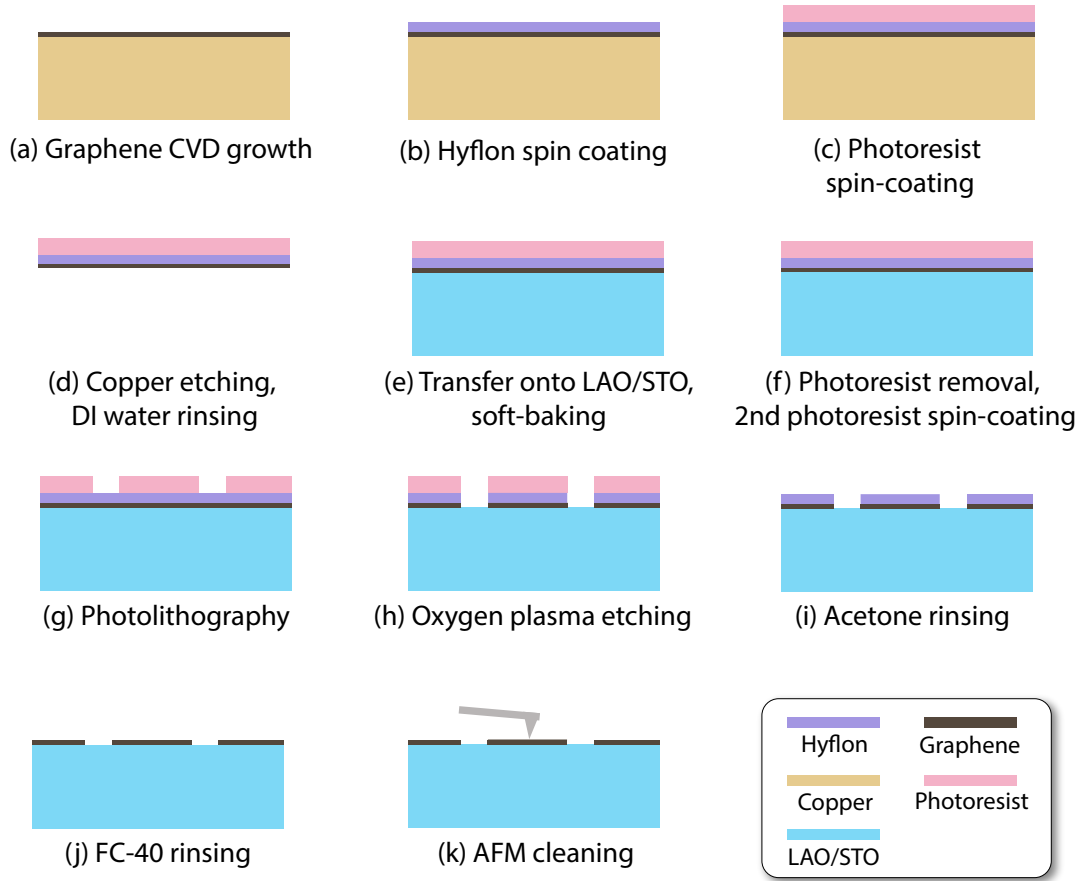 (a) Graphene CVD growth
(b) Hyflon spin coating
(c) Photoresist
spin-coating
(d) Copper etching,
DI water rinsing
(e) Transfer onto LAO/STO,
soft-baking
(f) Photoresist removal,
2nd photoresist spin-coating
(g) Photolithography
(h) Oxygen plasma etching
(i) Acetone rinsing
(j) FC-40 rinsing
(k) AFM cleaning
Hyflon
Graphene
Copper
Photoresist
LAO/STO